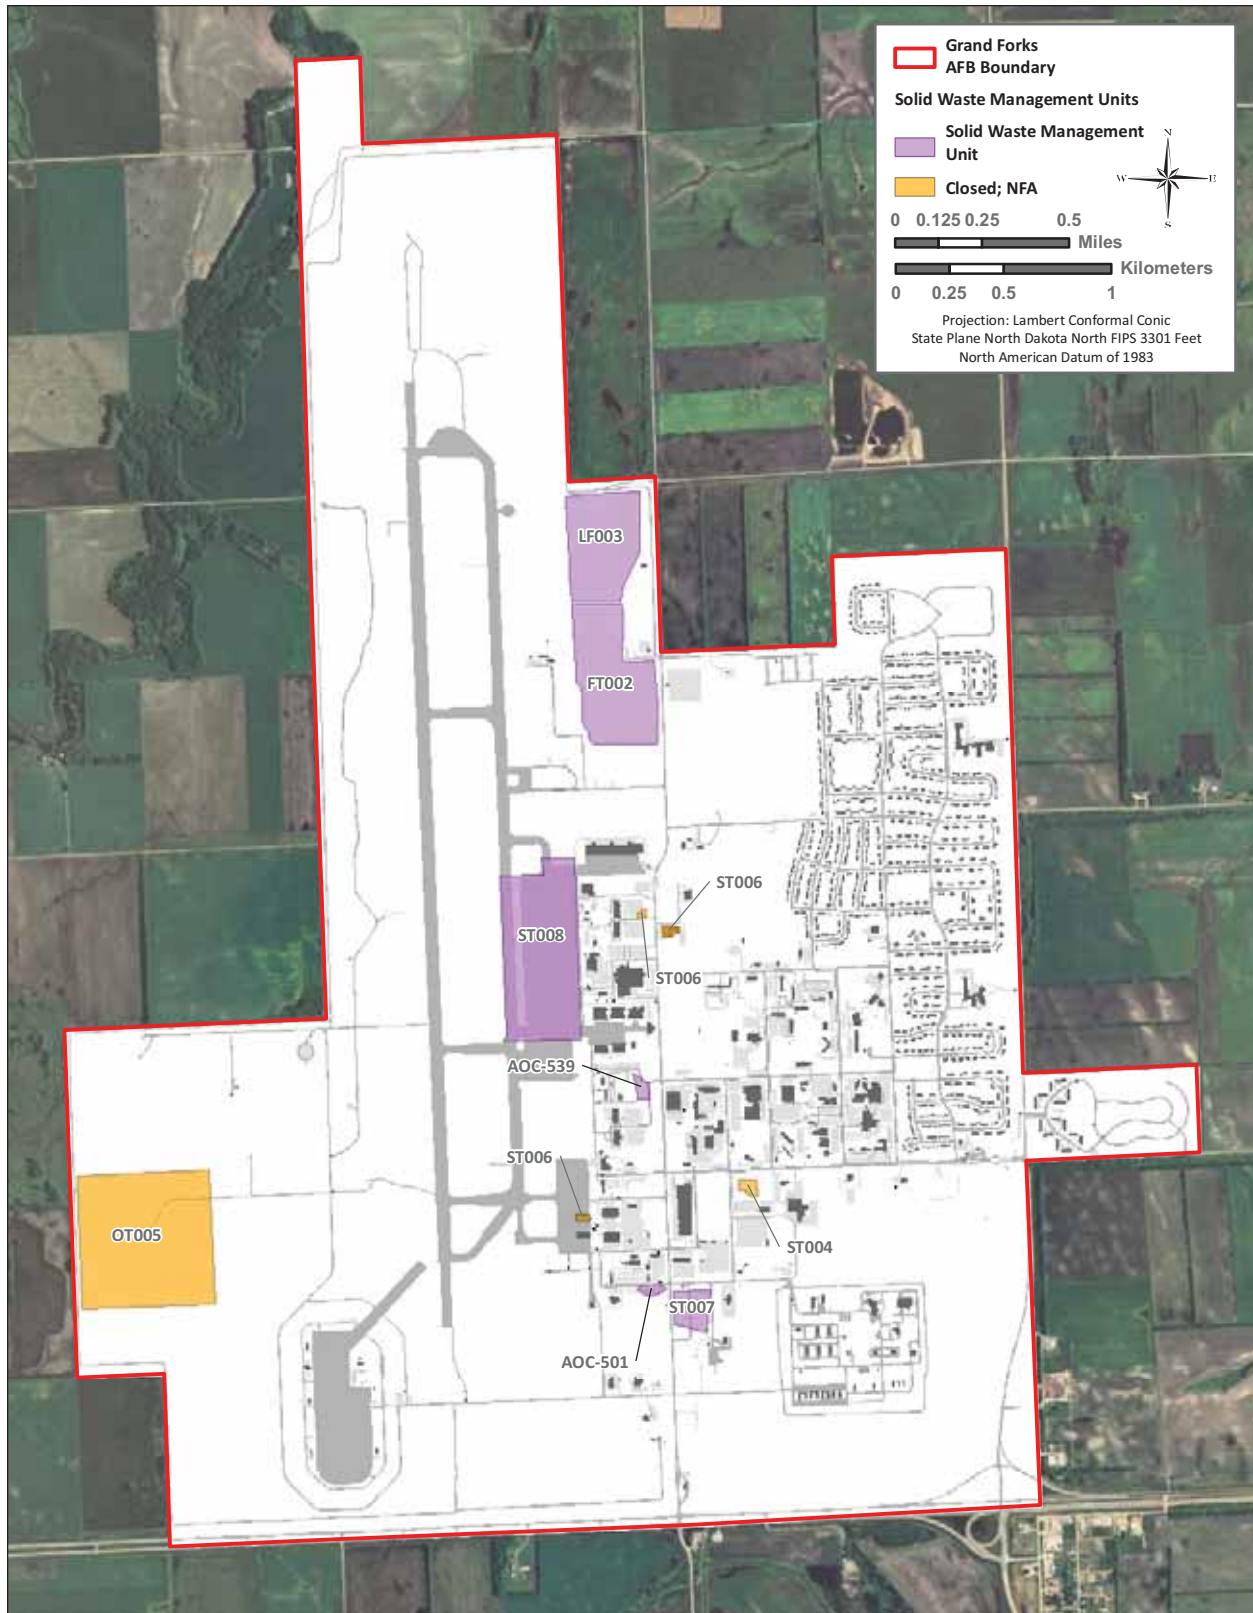 Grand Forks
AFB Boundary
Solid Waste Management Units
Solid Waste Management
Unit
Closed; NFA
N
W E
S
0 0.125 0.25 0.5
Miles
Kilometers
0 0.25 0.5 1
Projection: Lambert Conformal Conic
State Plane North Dakota North FIPS 3301 Feet
North American Datum of 1983
LF003
FT002
ST006
ST008
ST006
AOC-539
ST006
OT005
ST004
ST007
AOC-501